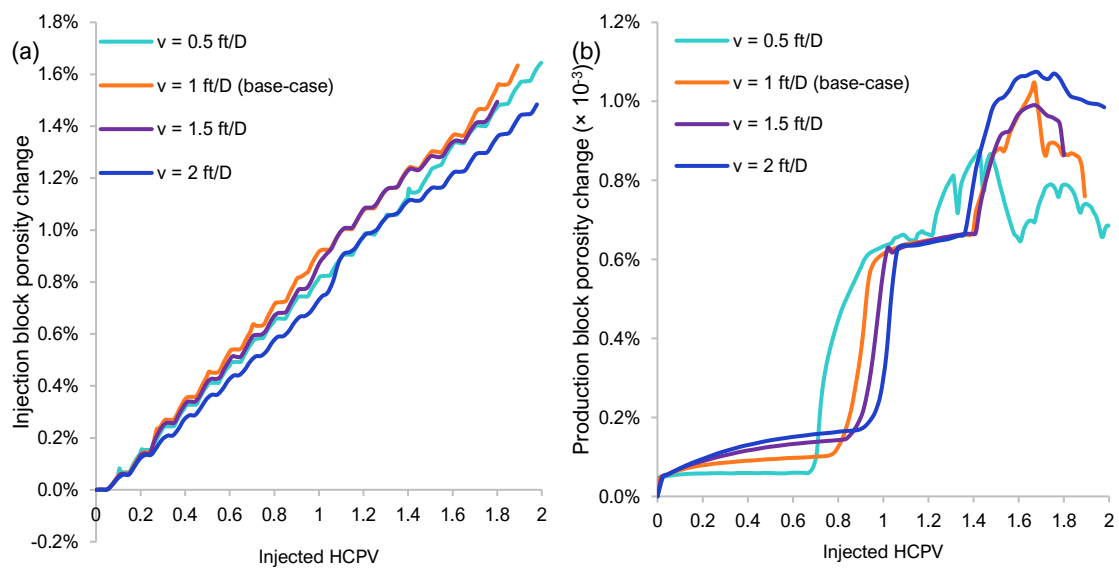 (a)
v = 0.5 ft/D
v = 1 ft/D (base-case)
v = 1.5 ft/D
v = 2 ft/D
Injection block porosity change
1.8%
1.6%
1.4%
1.2%
1.0%
0.8%
0.6%
0.4%
0.2%
0.0%
-0.2%
0 0.2 0.4 0.6 0.8 1 1.2 1.4 1.6 1.8 2
Injected HCPV
(b)
v = 0.5 ft/D
v = 1 ft/D (base-case)
v = 1.5 ft/D
v = 2 ft/D
Production block porosity change (× 10⁻³)
1.2%
1.0%
0.8%
0.6%
0.4%
0.2%
0.0%
0 0.2 0.4 0.6 0.8 1 1.2 1.4 1.6 1.8 2
Injected HCPV